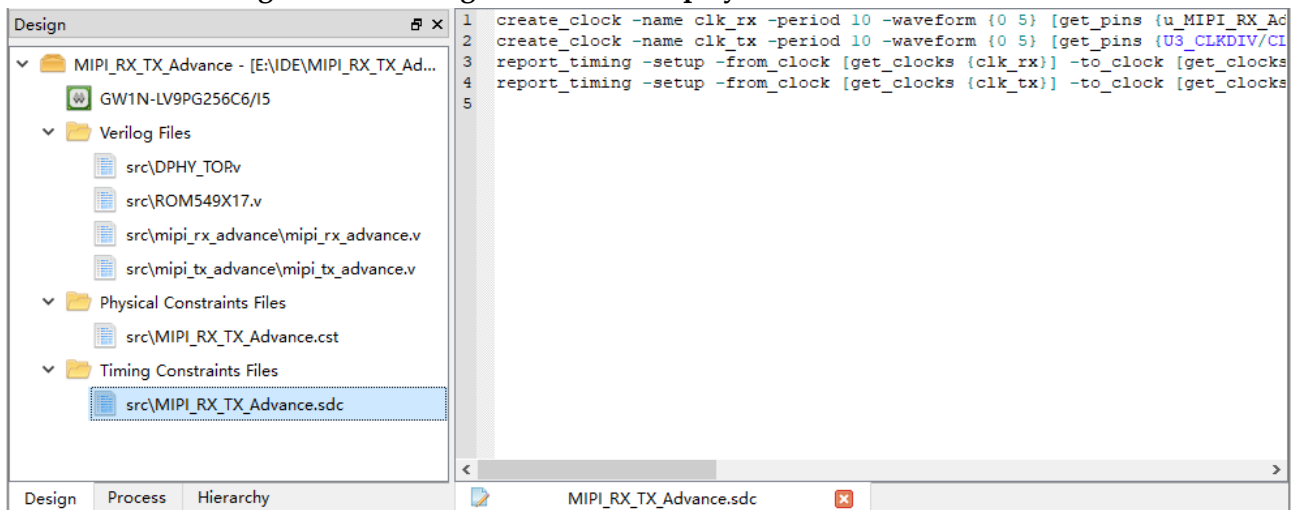 Design
MIPI_RX_TX_Advance - [E:\IDE\MIPI_RX_TX_Ad...
GW1N-LV9PG256C6/I5
Verilog Files
src\DPHY_TOP.v
src\ROM549X17.v
src\mipi_rx_advance\mipi_rx_advance.v
src\mipi_tx_advance\mipi_tx_advance.v
Physical Constraints Files
src\MIPI_RX_TX_Advance.cst
Timing Constraints Files
src\MIPI_RX_TX_Advance.sdc
Design Process Hierarchy
1 create_clock -name clk_rx -period 10 -waveform {0 5} [get_pins {u_MIPI_RX_Ad
2 create_clock -name clk_tx -period 10 -waveform {0 5} [get_pins {U3_CLKDIV/CL
3 report_timing -setup -from_clock [get_clocks {clk_rx}] -to_clock [get_clocks
4 report_timing -setup -from_clock [get_clocks {clk_tx}] -to_clock [get_clocks
5
MIPI_RX_TX_Advance.sdc